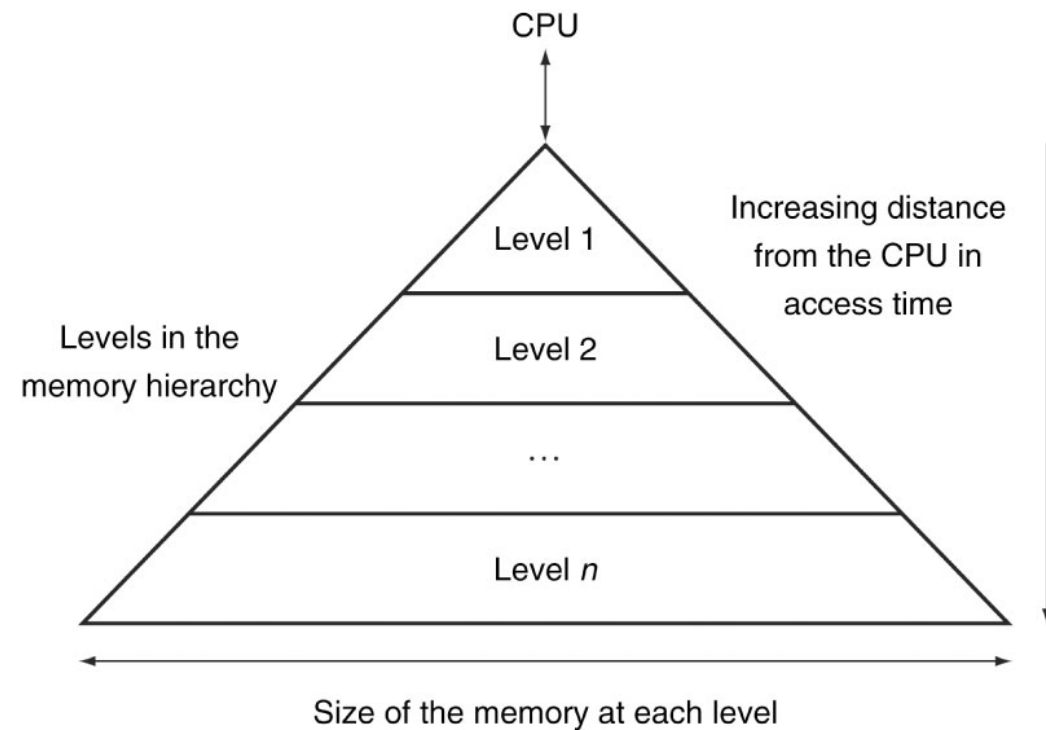 CPU
Level 1
Increasing distance
from the CPU in
access time
Levels in the
memory hierarchy
Level 2
...
Level n
Size of the memory at each level